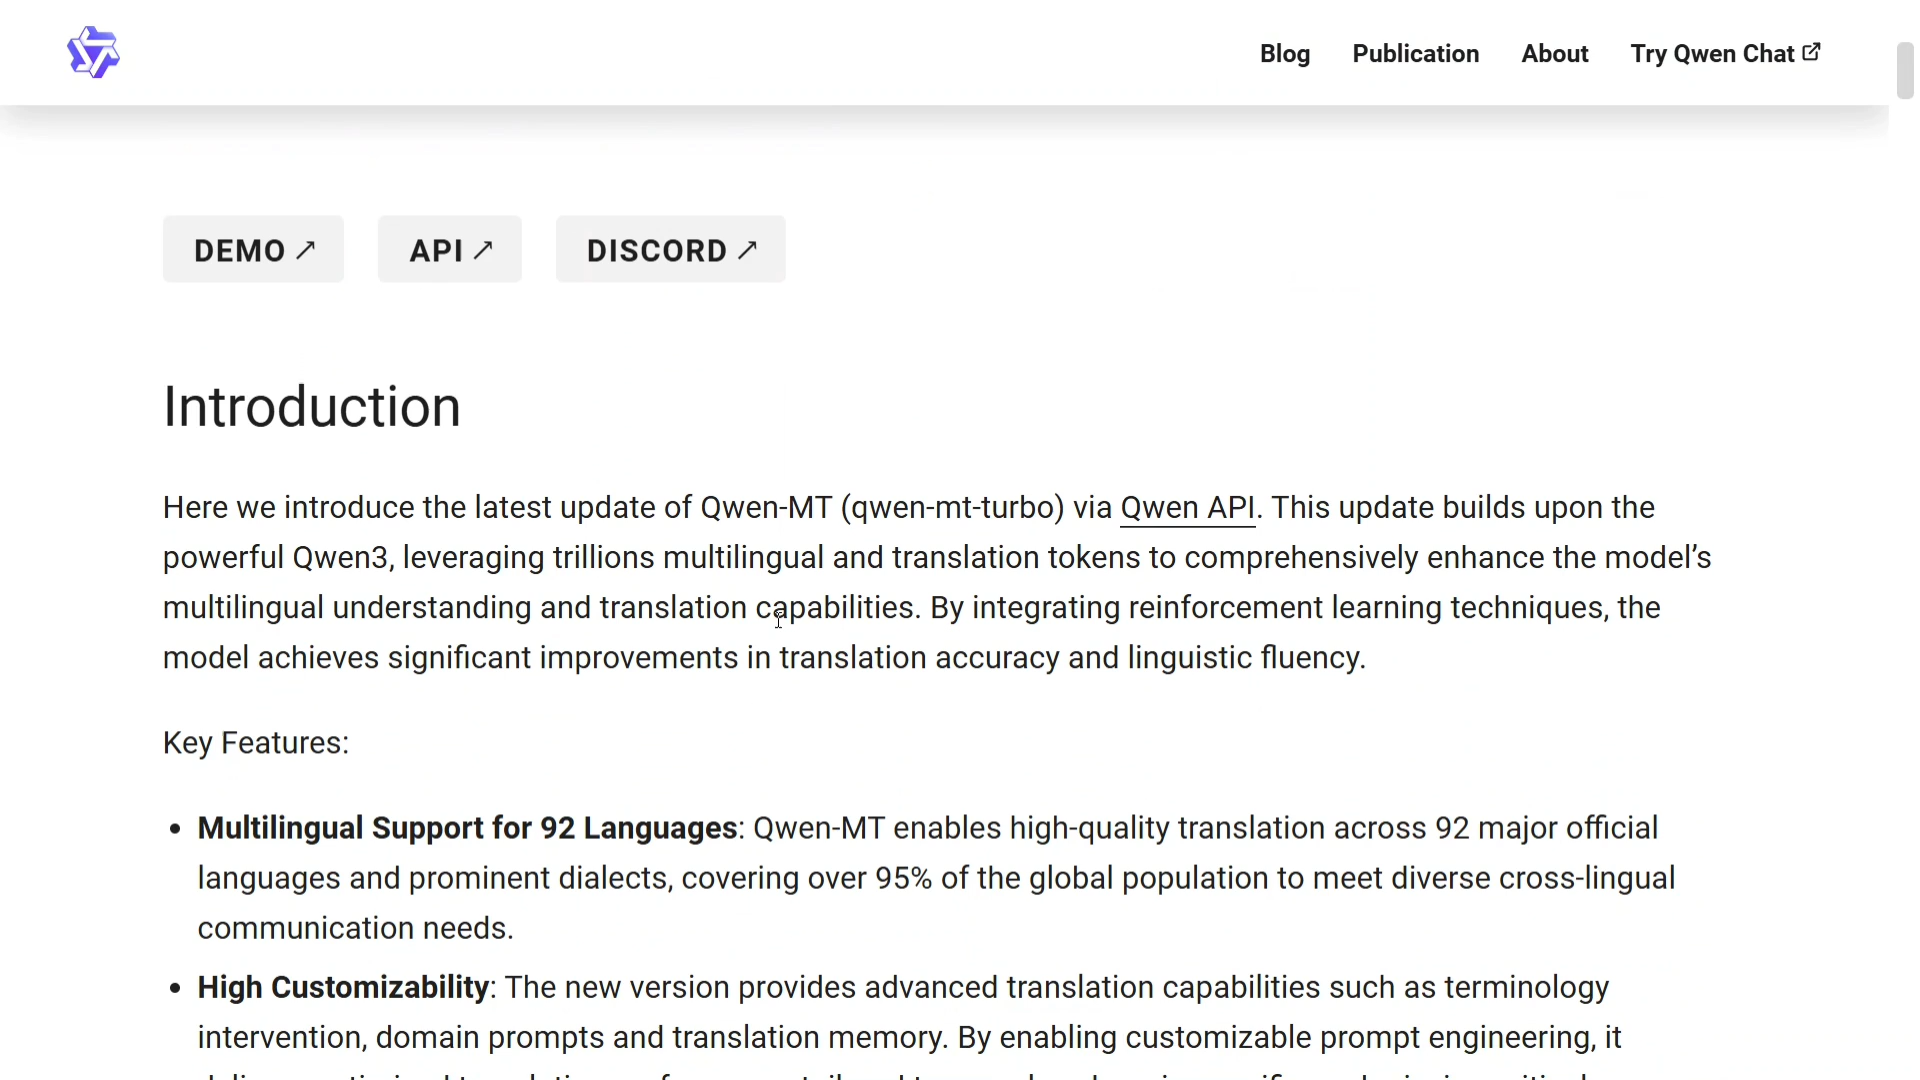 Blog Publication About Try Qwen Chat
DEMO ↗ API ↗ DISCORD ↗
Introduction
Here we introduce the latest update of Qwen-MT (qwen-mt-turbo) via Qwen API. This update builds upon the
powerful Qwen3, leveraging trillions multilingual and translation tokens to comprehensively enhance the model’s
multilingual understanding and translation capabilities. By integrating reinforcement learning techniques, the
model achieves significant improvements in translation accuracy and linguistic fluency.
Key Features:
• Multilingual Support for 92 Languages: Qwen-MT enables high-quality translation across 92 major official
languages and prominent dialects, covering over 95% of the global population to meet diverse cross-lingual
communication needs.
• High Customizability: The new version provides advanced translation capabilities such as terminology
intervention, domain prompts and translation memory. By enabling customizable prompt engineering, it